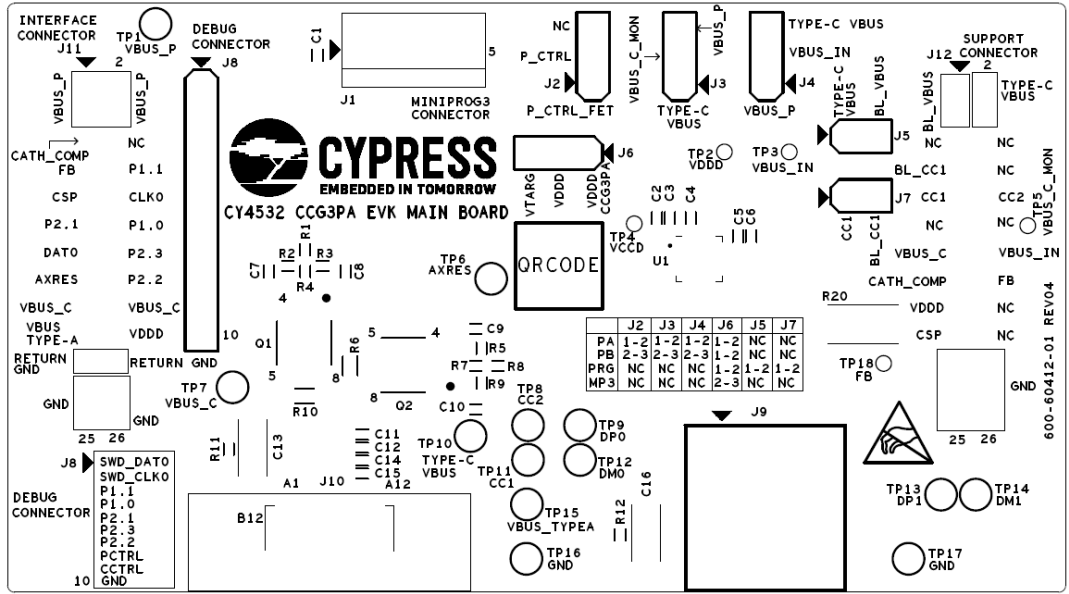 INTERFACE
CONNECTOR
J11
2
TP1
VBUS_P
VBUS_P
VBUS_P
DEBUG
CONNECTOR
J8
C1
5
J1
MINIPROG3
CONNECTOR
NC
P_CTRL
J2
P_CTRL_FET
VBUS_C_MON
VBUS_P
J3
TYPE-C
VBUS
TYPE-C VBUS
VBUS_IN
J4
VBUS_P
TYPE-C
VBUS
BL_VBUS
J5
SUPPORT
CONNECTOR
J12
2
BL_VBUS
TYPE-C
VBUS
CATH_COMP
NC
FB
P1.1
CSP
CLK0
P2.1
P1.0
DAT0
P2.3
AXRES
P2.2
VBUS_C
VBUS_C
VBUS
TYPE-A
VDDD
10
RETURN
GND
RETURN GND
GND
GND
25 26
CYPRESS
EMBEDDED IN TOMORROW
CY4532 CCG3PA EVK MAIN BOARD
J6
VTARG
VDDD
VDDD
CCG3PA
TP2
VDDD
TP3
VBUS_IN
BL_CC1
J7
CC1
BL_CC1
NC
NC
NC
CC1
CC2
NC
NC
TP5
VBUS_C_MON
VBUS_C
VBUS_IN
CATH_COMP
FB
VDDD
NC
CSP
NC
GND
25 26
600-60412-01 REV04
R1
R2
R3
R4
C7
C8
4
Q1
5
8
R6
R10
TP6
AXRES
QRCODE
TP4
VCCD
C2
C3
C4
C5
C6
U1
R20
TP18
FB
5
4
8
Q2
C9
R5
R7
R8
R9
C10
J2 J3 J4 J6 J5 J7
PA 1-2 1-2 1-2 1-2 NC NC
PB 2-3 2-3 2-3 1-2 NC NC
PRG NC NC NC 1-2 1-2 1-2
MP3 NC NC NC 2-3 NC NC
TP7
VBUS_C
R11
C13
C11
C12
C14
C15
TP10
TYPE-C
VBUS
TP8
CC2
TP9
DP0
TP11
CC1
TP12
DM0
TP15
VBUS_TYPEA
TP16
GND
R12
C16
J9
TP13
DP1
TP14
DM1
TP17
GND
J8
DEBUG
CONNECTOR
SWD_DAT0
SWD_CLK0
P1.1
P1.0
P2.1
P2.3
P2.2
PCTRL
CCTRL
10 GND
A1
J10
A12
B12